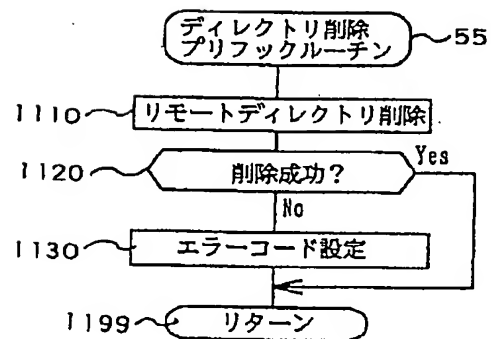 ディレクトリ削除
プリフックルーチン
55
1110
リモートディレクトリ削除
1120
削除成功？
Yes
No
1130
エラーコード設定
1199
リターン